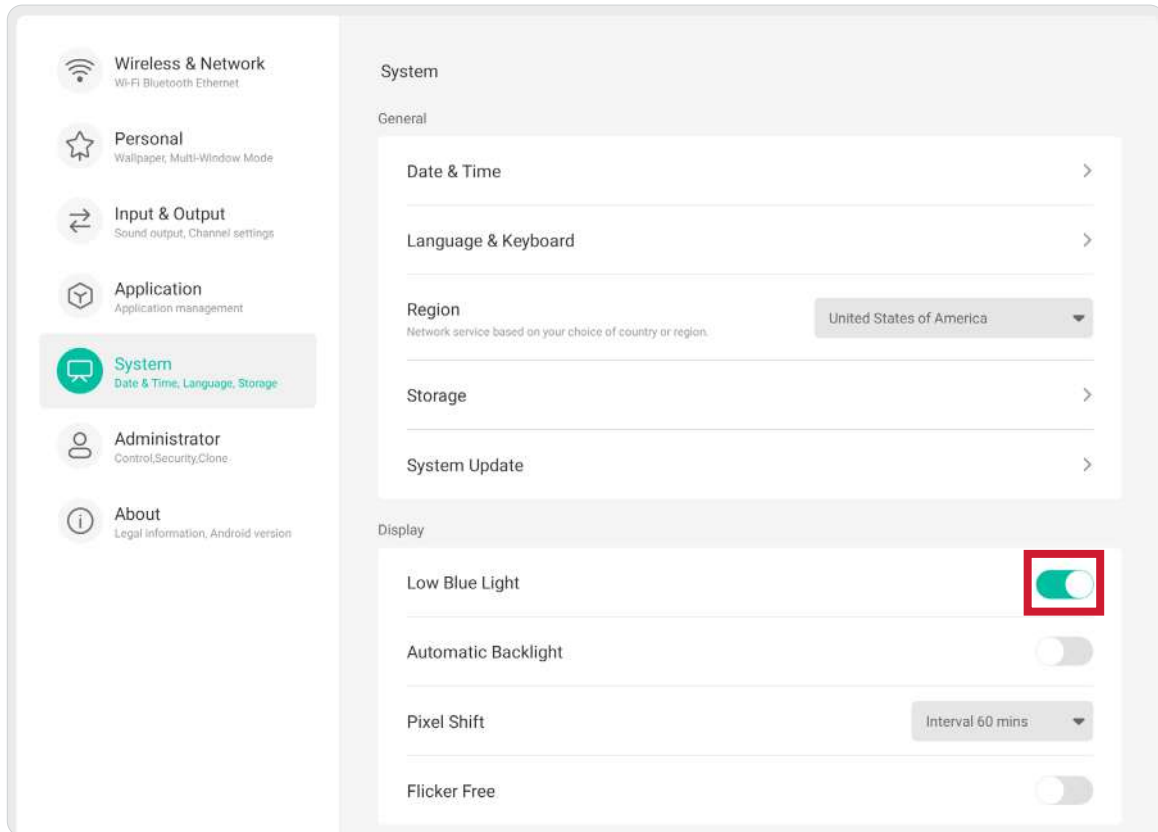 Wireless & Network
Wi-Fi Bluetooth Ethernet
Personal
Wallpaper, Multi-Window Mode
Input & Output
Sound output, Channel settings
Application
Application management
System
Date & Time, Language, Storage
Administrator
Control,Security,Clone
About
Legal information, Android version
System
General
Date & Time
Language & Keyboard
Region
Network service based on your choice of country or region.
United States of America
Storage
System Update
Display
Low Blue Light
Automatic Backlight
Pixel Shift
Interval 60 mins
Flicker Free